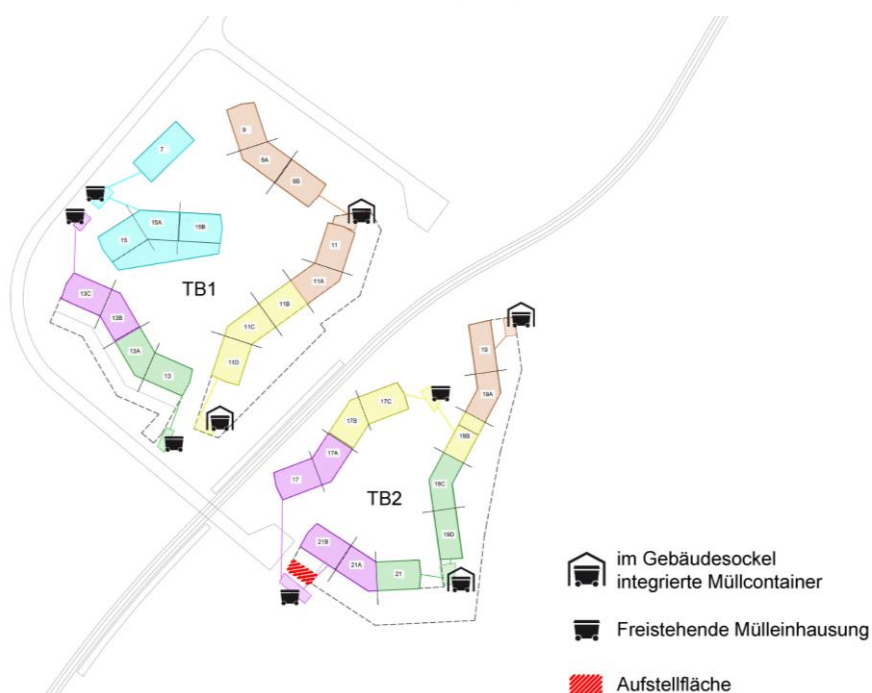 9
7
9A
9B
15A
15B
15
11
11A
TB1
13C
11B
13B
11C
13A
11D
13
19
19A
17C
17B
19B
17A
17
19C
TB2
19D
21B
21A
21
im Gebäudesockel
integrierte Müllcontainer
Freistehende Mülleinhausung
Aufstellfläche